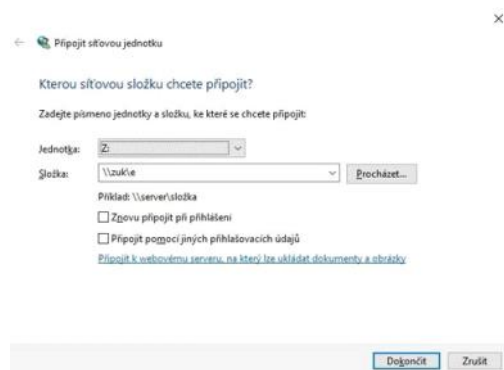 Připojit síťovou jednotku
Kterou síťovou složku chcete připojit?
Zadejte písmeno jednotky a složku, ke které se chcete připojit:
Jednotka: Z:
Složka: \\zuk\e Procházet...
Příklad: \\server\složka
Znovu připojit při přihlášení
Připojit pomocí jiných přihlašovacích údajů
Připojit k webovému serveru, na který lze ukládat dokumenty a obrázky
Dokončit Zrušit